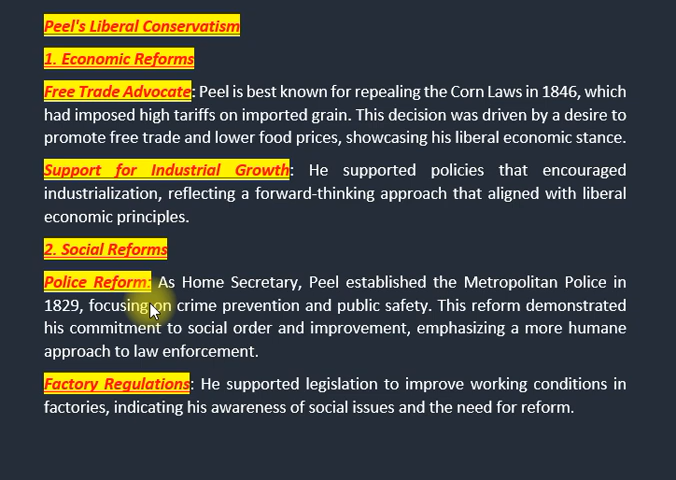 Peel's Liberal Conservatism
1. Economic Reforms
Free Trade Advocate: Peel is best known for repealing the Corn Laws in 1846, which
had imposed high tariffs on imported grain. This decision was driven by a desire to
promote free trade and lower food prices, showcasing his liberal economic stance.
Support for Industrial Growth: He supported policies that encouraged
industrialization, reflecting a forward-thinking approach that aligned with liberal
economic principles.
2. Social Reforms
Police Reform: As Home Secretary, Peel established the Metropolitan Police in
1829, focusing on crime prevention and public safety. This reform demonstrated
his commitment to social order and improvement, emphasizing a more humane
approach to law enforcement.
Factory Regulations: He supported legislation to improve working conditions in
factories, indicating his awareness of social issues and the need for reform.